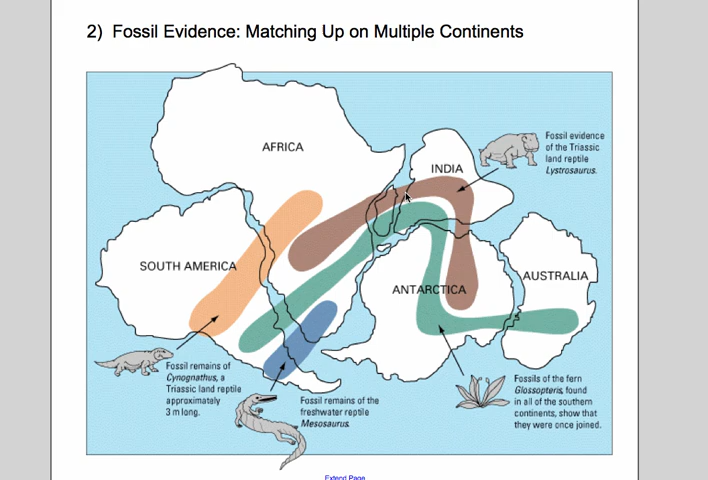 2) Fossil Evidence: Matching Up on Multiple Continents
AFRICA
INDIA
Fossil evidence
of the Triassic
land reptile
Lystrosaurus.
SOUTH AMERICA
ANTARCTICA
AUSTRALIA
Fossil remains of
Cynognathus, a
Triassic land reptile
approximately
3 m long.
Fossil remains of the
freshwater reptile
Mesosaurus.
Fossils of the fern
Glossopteris, found
in all of the southern
continents, show that
they were once joined.
Extend Page